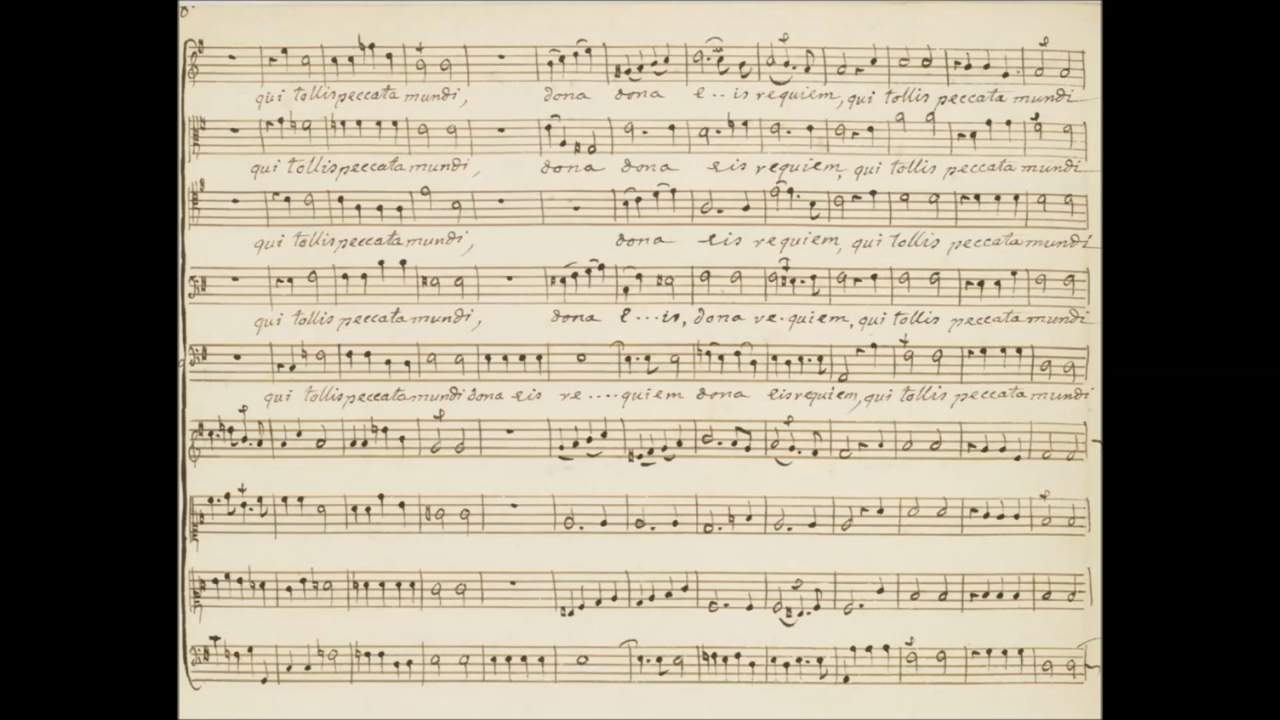 qui tollis peccata mundi, dona dona e..is requiem, qui tollis peccata mundi
qui tollis peccata mundi, dona dona eis requiem, qui tollis peccata mundi
qui tollis peccata mundi, dona eis requiem, qui tollis peccata mundi
qui tollis peccata mundi, dona e...is, dona re.quiem, qui tollis peccata mundi
qui tollis peccata mundi dona eis re....quiem dona eis requiem, qui tollis peccata mundi